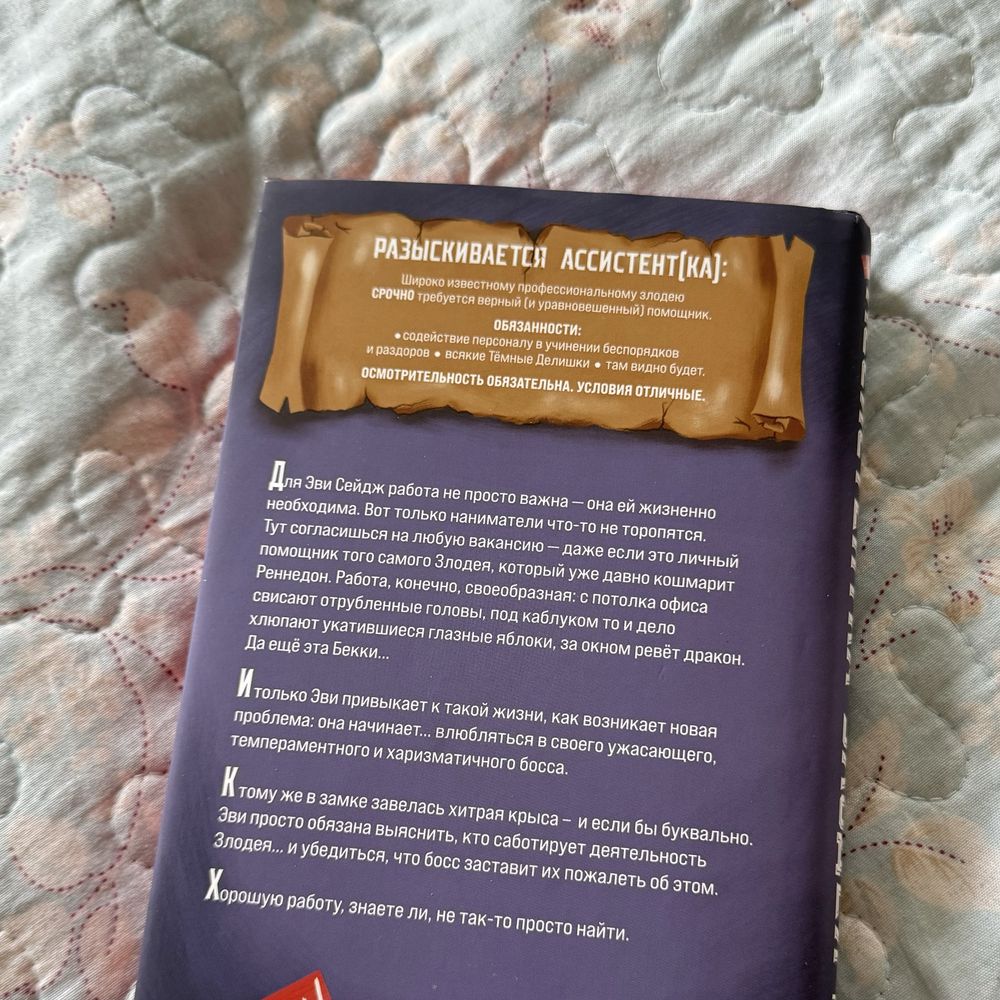 РАЗЫСКИВАЕТСЯ АССИСТЕНТ(КА):
Широко известному профессиональному злодею
СРОЧНО требуется верный (и уравновешенный) помощник.
ОБЯЗАННОСТИ:
• содействие персоналу в учинении беспорядков
и раздоров • всякие Тёмные Делишки • там видно будет.
ОСМОТРИТЕЛЬНОСТЬ ОБЯЗАТЕЛЬНА. УСЛОВИЯ ОТЛИЧНЫЕ.
Для Эви Сейдж работа не просто важна — она ей жизненно
необходима. Вот только наниматели что-то не торопятся.
Тут согласишься на любую вакансию — даже если это личный
помощник того самого Злодея, который уже давно кошмарит
Реннедон. Работа, конечно, своеобразная: с потолка офиса
свисают отрубленные головы, под каблуком то и дело
хлюпают укатившиеся глазные яблоки, за окном ревёт дракон.
Да ещё эта Бекки...
И только Эви привыкает к такой жизни, как возникает новая
проблема: она начинает... влюбляться в своего ужасающего,
темпераментного и харизматичного босса.
К тому же в замке завелась хитрая крыса – и если бы буквально.
Эви просто обязана выяснить, кто саботирует деятельность
Злодея... и убедиться, что босс заставит их пожалеть об этом.
Хорошую работу, знаете ли, не так-то просто найти.